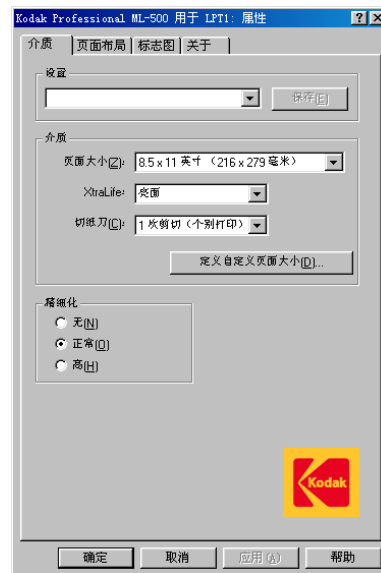 Kodak Professional ML-500 用于 LPT1: 属性
介质 页面布局 标志图 关于
设置
保存(E)
介质
页面大小(Z): 8.5 x 11 英寸 (216 x 279 毫米)
XtraLife: 亮面
切纸刀(C): 1 次剪切 (个别打印)
定义自定义页面大小(D)...
精细化
无(N)
正常(O)
高(H)
Kodak
确定 取消 应用(A) 帮助